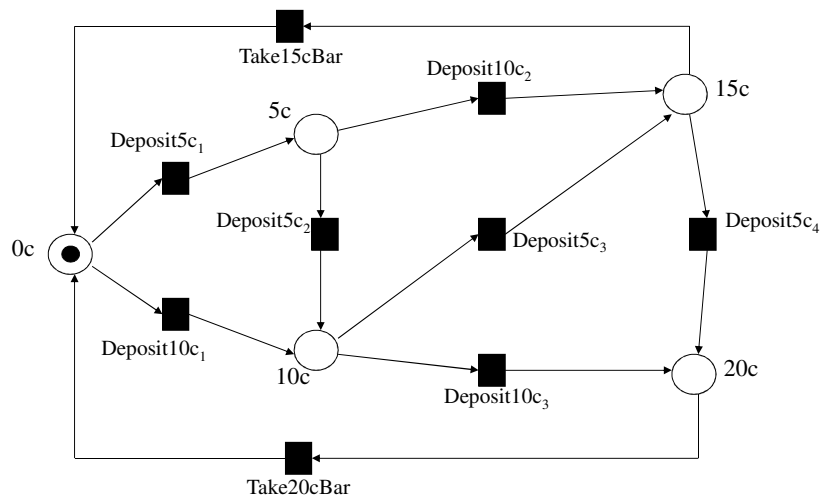 Take15cBar
Deposit10c₂
15c
5c
Deposit5c₁
Deposit5c₂
Deposit5c₄
0c
Deposit5c₃
Deposit10c₁
10c
20c
Deposit10c₃
Take20cBar